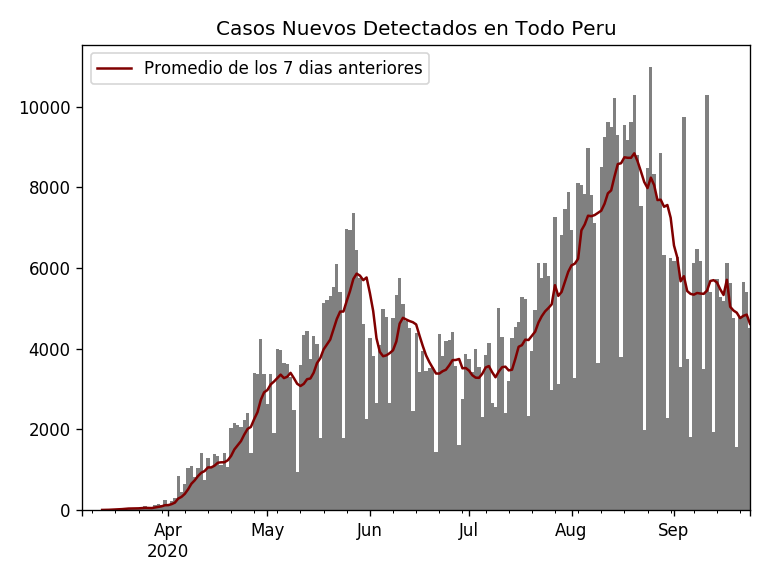 Casos Nuevos Detectados en Todo Peru
Promedio de los 7 dias anteriores
10000
8000
6000
4000
2000
0
Apr May Jun Jul Aug Sep
2020